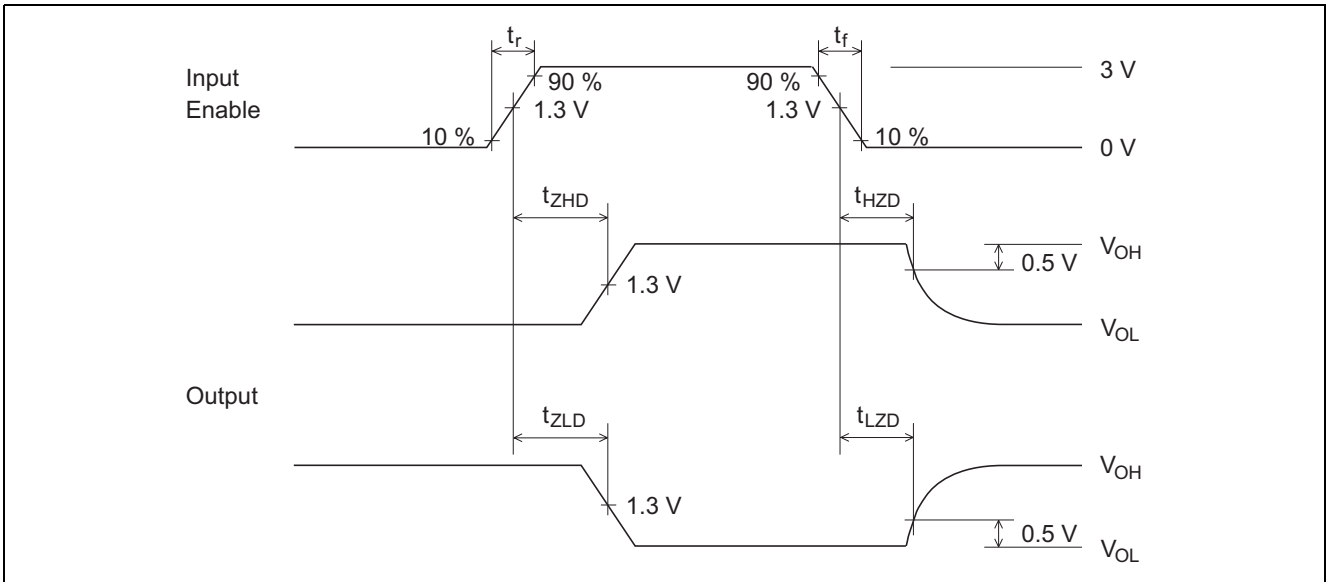 tr
tf
Input
Enable
90 %
90 %
3 V
1.3 V
1.3 V
10 %
10 %
0 V
tZHD
tHZD
VOH
0.5 V
1.3 V
VOL
Output
tZLD
tLZD
VOH
1.3 V
0.5 V
VOL